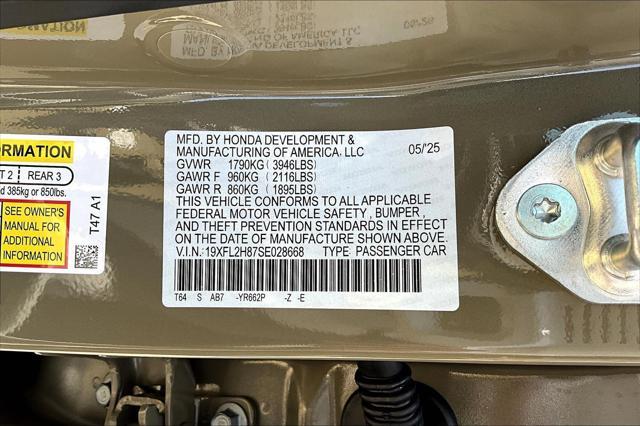 MFD. BY HONDA DEVELOPMENT &
MANUFACTURING OF AMERICA, LLC 05/25
GVWR 1790KG ( 3946LBS)
GAWR F 960KG ( 2116LBS)
GAWR R 860KG ( 1895LBS)
THIS VEHICLE CONFORMS TO ALL APPLICABLE
FEDERAL MOTOR VEHICLE SAFETY , BUMPER ,
AND THEFT PREVENTION STANDARDS IN EFFECT
ON THE DATE OF MANUFACTURE SHOWN ABOVE.
V.I.N.: 19XFL2H87SE028668 TYPE: PASSENGER CAR
T64 S AB7 -YR662P -Z -E
FORMATION
T 2 REAR 3
d 385kg or 850lbs.
SEE OWNER'S
MANUAL FOR
ADDITIONAL
INFORMATION
T47 A1